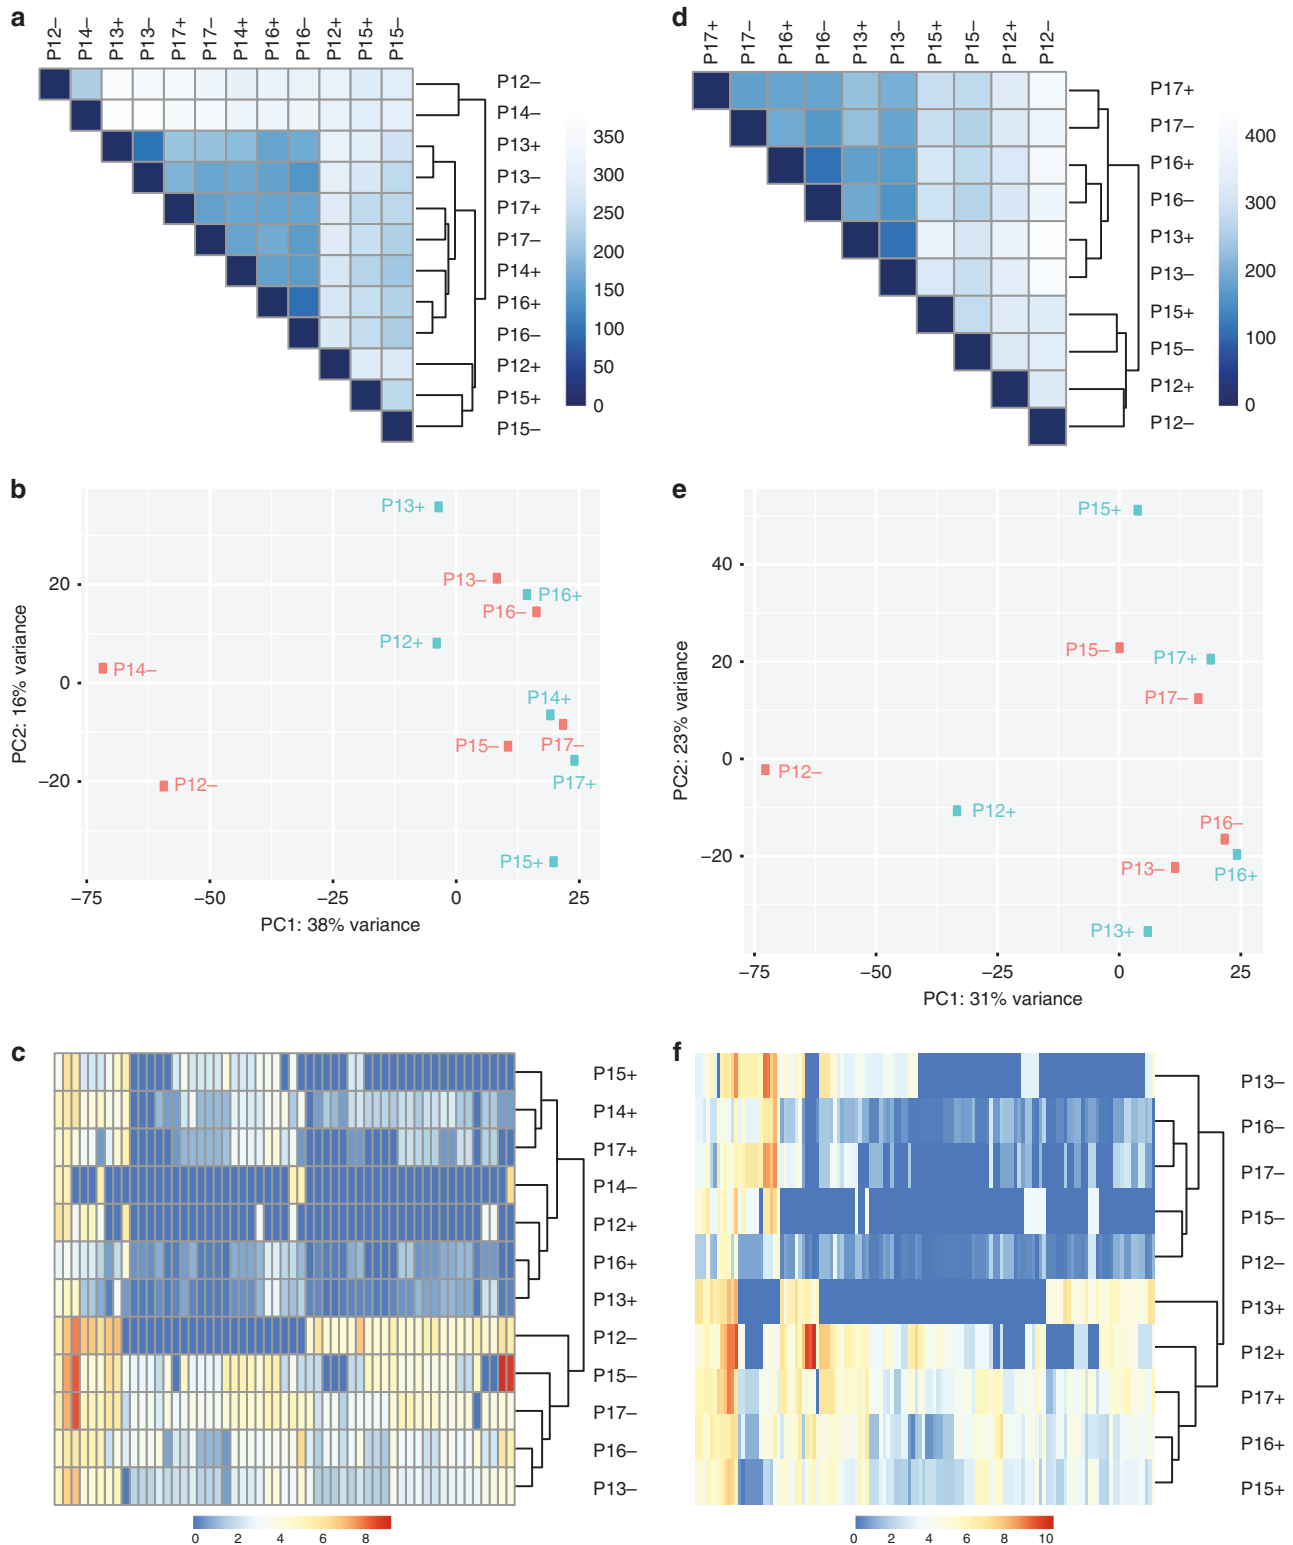 a
P12– P14– P13+ P13– P17+ P17– P14+ P16+ P16– P12+ P15+ P15–
P12–
P14–
P13+
P13–
P17+
P17–
P14+
P16+
P16–
P12+
P15+
P15–
350
300
250
200
150
100
50
0
d
P17+ P17– P16+ P16– P13+ P13– P15+ P15– P12+ P12–
P17+
P17–
P16+
P16–
P13+
P13–
P15+
P15–
P12+
P12–
400
300
200
100
0
b
PC2: 16% variance
20
0
–20
P13+
P13–
P16+
P16–
P12+
P14–
P14+
P15–
P17–
P17+
P12–
P15+
–75 –50 –25 0 25
PC1: 38% variance
e
PC2: 23% variance
40
20
0
–20
P15+
P15–
P17+
P17–
P12–
P12+
P16–
P13–
P16+
P13+
–75 –50 –25 0 25
PC1: 31% variance
c
P15+
P14+
P17+
P14–
P12+
P16+
P13+
P12–
P15–
P17–
P16–
P13–
0 2 4 6 8
f
P13–
P16–
P17–
P15–
P12–
P13+
P12+
P17+
P16+
P15+
0 2 4 6 8 10